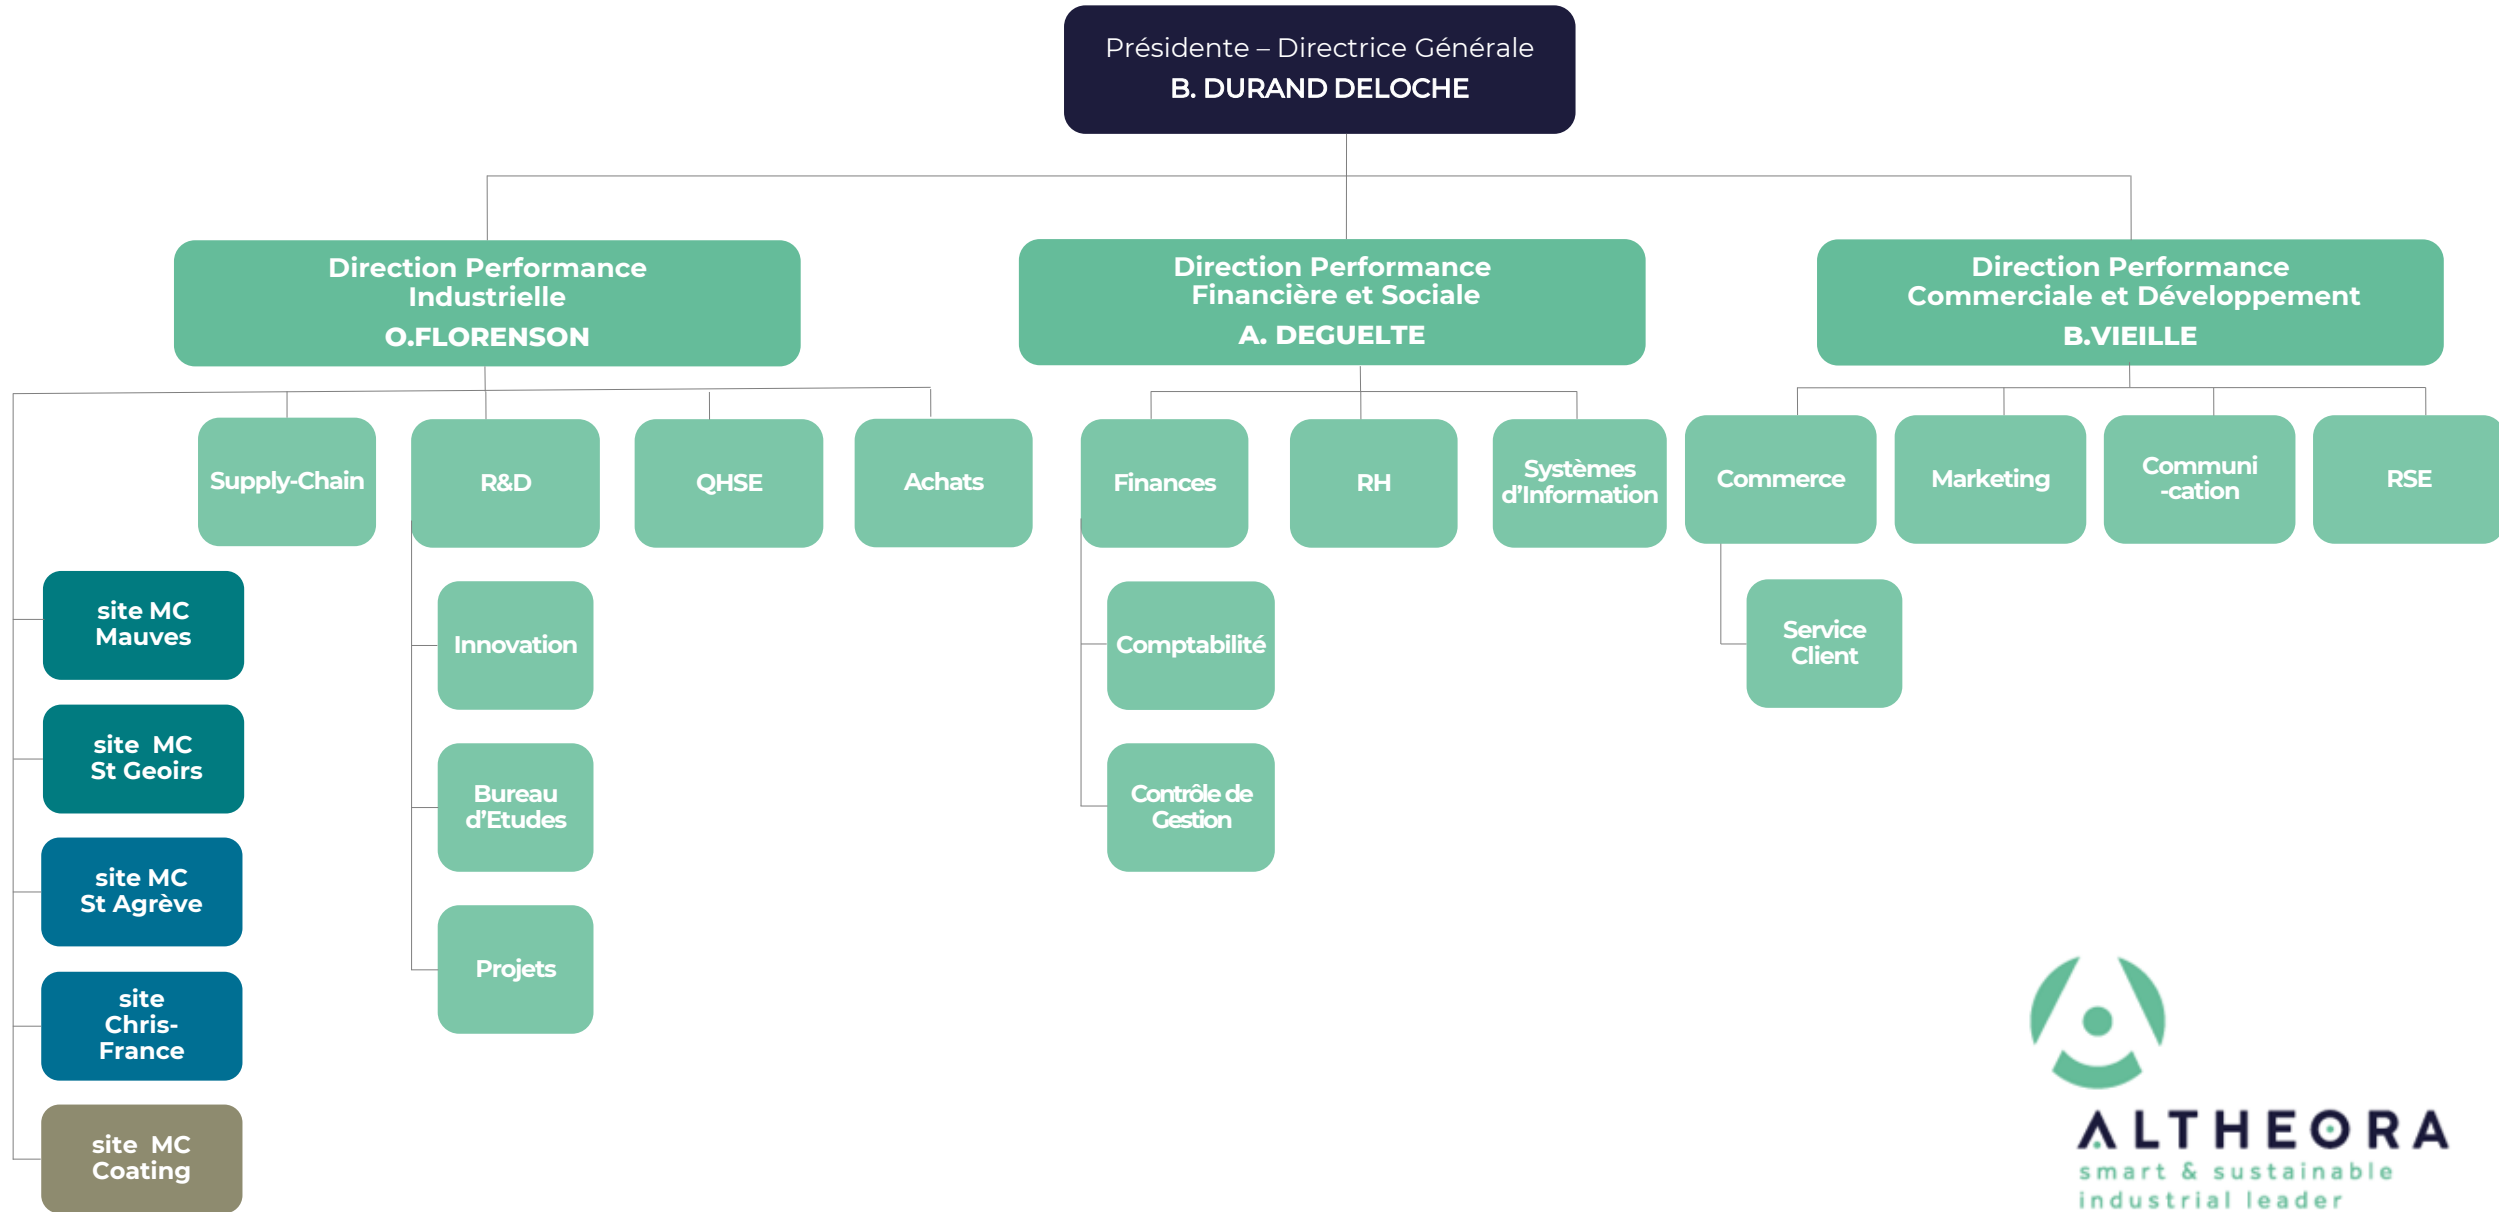 Présidente – Directrice Générale
B. DURAND DELOCHE
Direction Performance
Industrielle
O.FLORENSON
Direction Performance
Financière et Sociale
A. DEGUELTE
Direction Performance
Commerciale et Développement
B.VIEILLE
Supply-Chain
R&D
QHSE
Achats
Finances
RH
Systèmes
d’Information
Commerce
Marketing
Communi
-cation
RSE
site MC
Mauves
site MC
St Geoirs
site MC
St Agrève
site
Chris-
France
site MC
Coating
Innovation
Bureau
d’Etudes
Projets
Comptabilité
Contrôle de
Gestion
Service
Client
ALTHEORA
smart & sustainable
industrial leader